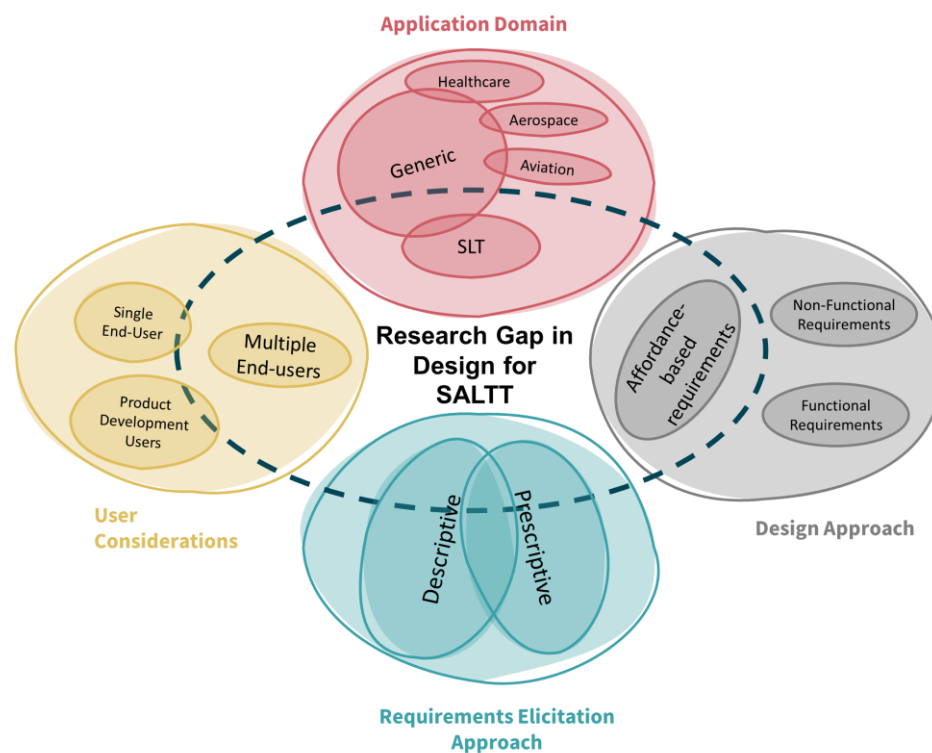 Application Domain
Healthcare
Aerospace
Generic
Aviation
SLT
Single
End-User
Multiple
End-users
Product
Development
Users
User
Considerations
Research Gap in
Design for
SALTT
Affordance-
based
requirements
Non-Functional
Requirements
Functional
Requirements
Design Approach
Descriptive
Prescriptive
Requirements Elicitation
Approach